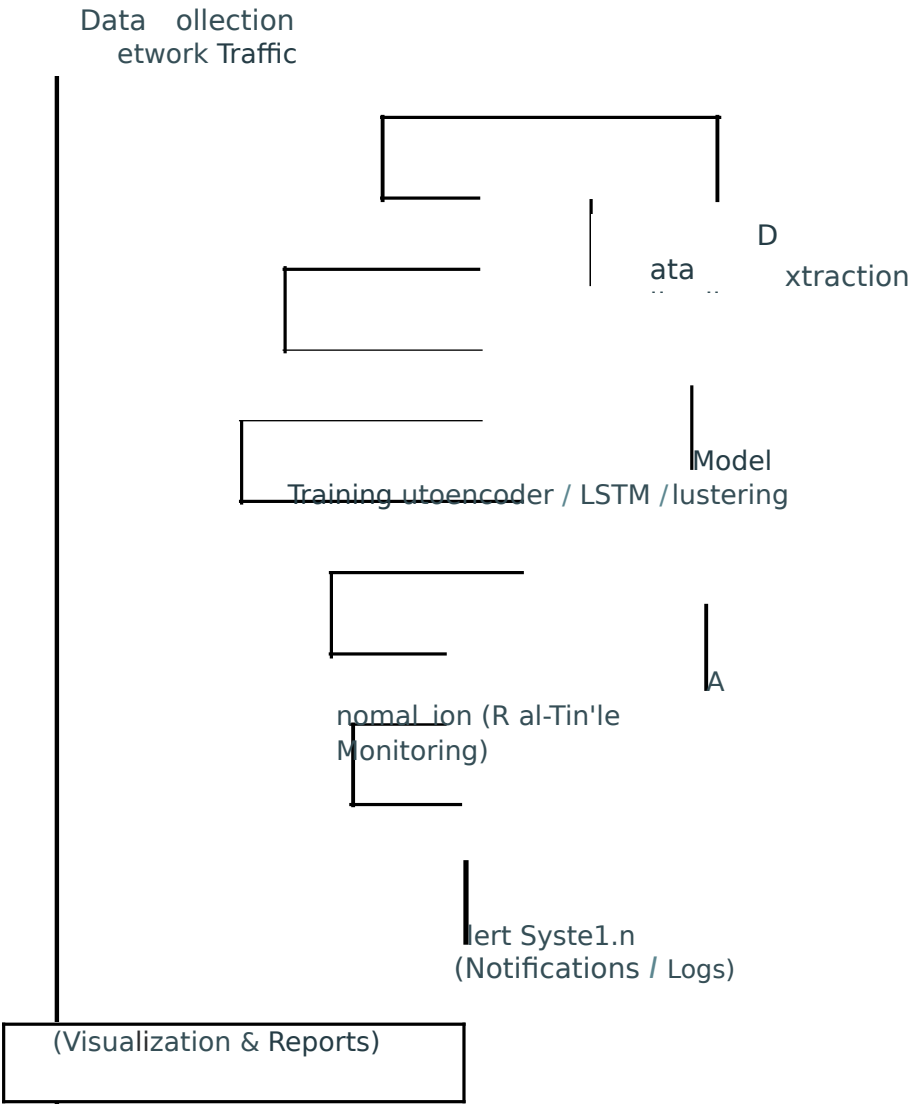 Data ollection
etwork Traffic
D
ata xtraction
Model
Training utoencoder / LSTM /lustering
A
nomal ion (R al-Tin'le
Monitoring)
lert Syste1.n
(Notifications / Logs)
(Visualization & Reports)